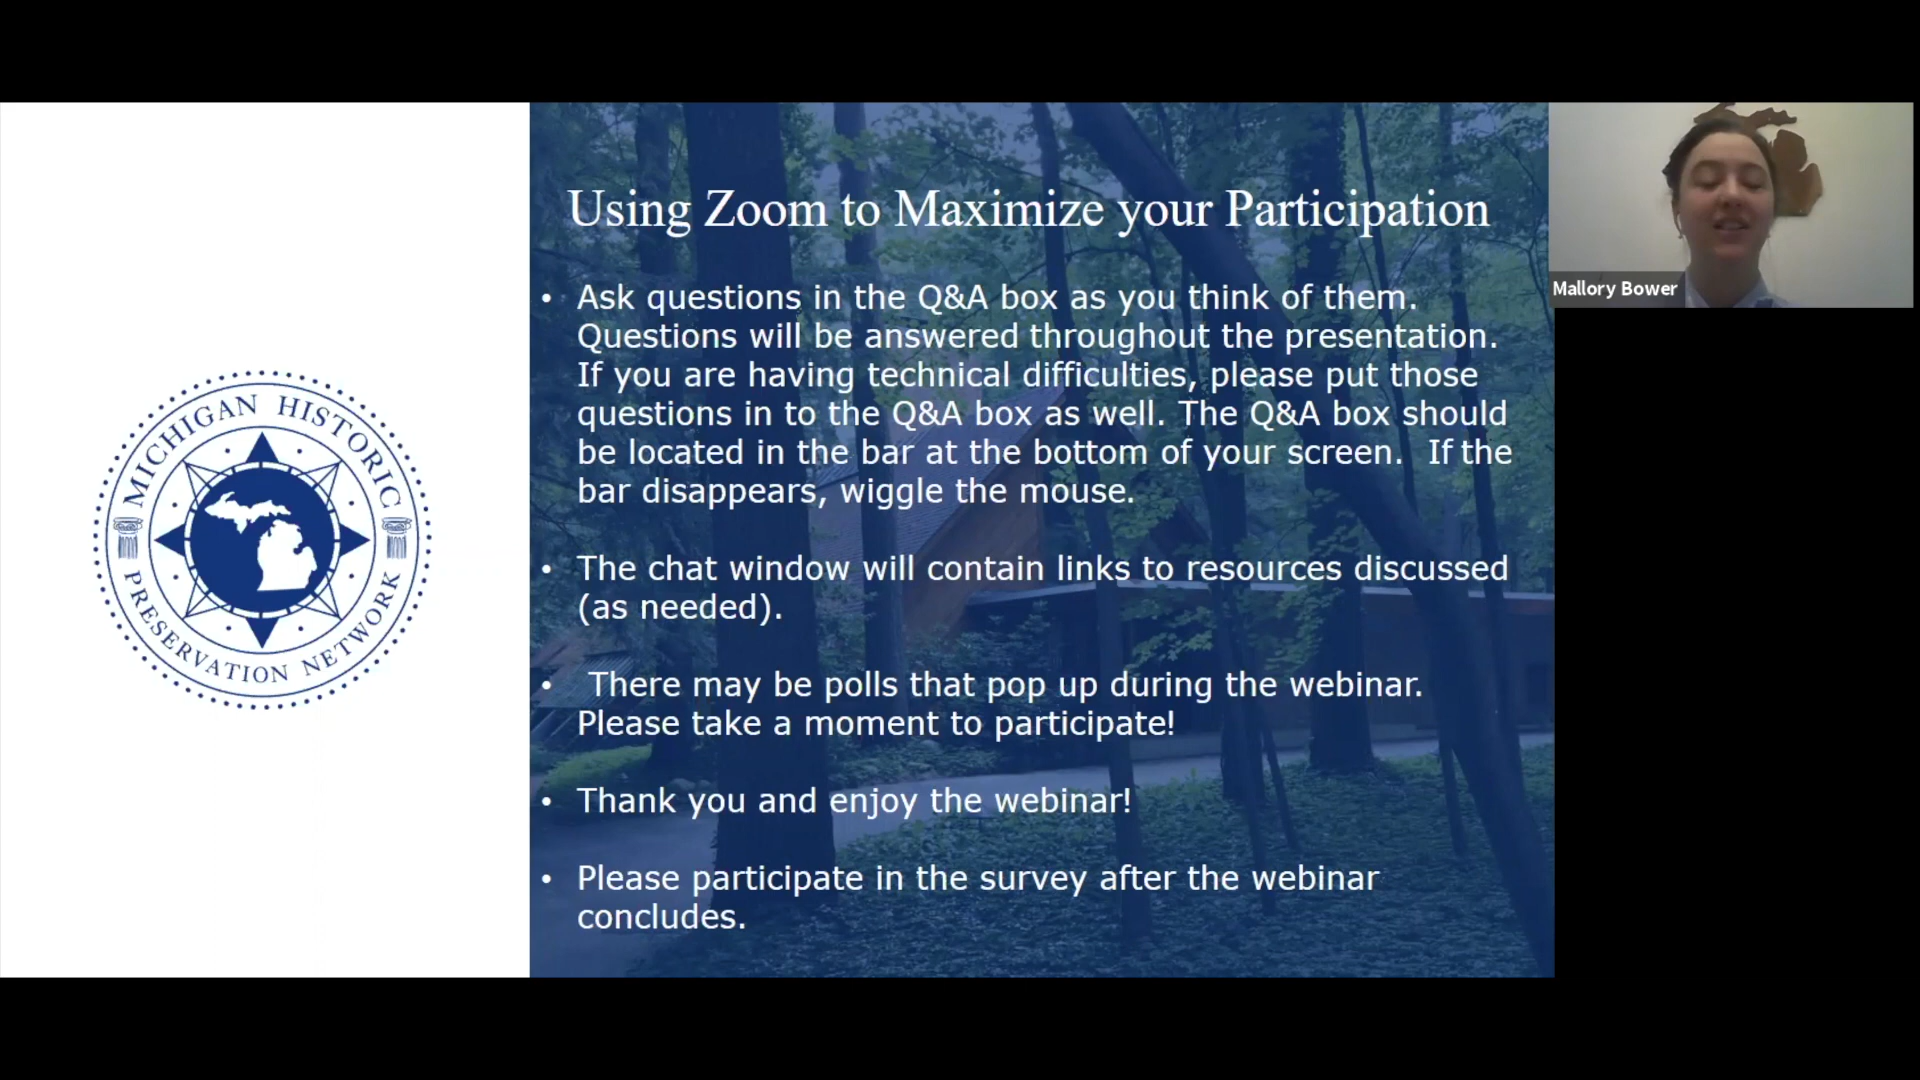 MICHIGAN HISTORIC
PRESERVATION NETWORK
Using Zoom to Maximize your Participation
• Ask questions in the Q&A box as you think of them.
Questions will be answered throughout the presentation.
If you are having technical difficulties, please put those
questions in to the Q&A box as well. The Q&A box should
be located in the bar at the bottom of your screen.  If the
bar disappears, wiggle the mouse.
• The chat window will contain links to resources discussed
(as needed).
• There may be polls that pop up during the webinar.
Please take a moment to participate!
• Thank you and enjoy the webinar!
• Please participate in the survey after the webinar
concludes.
Mallory Bower